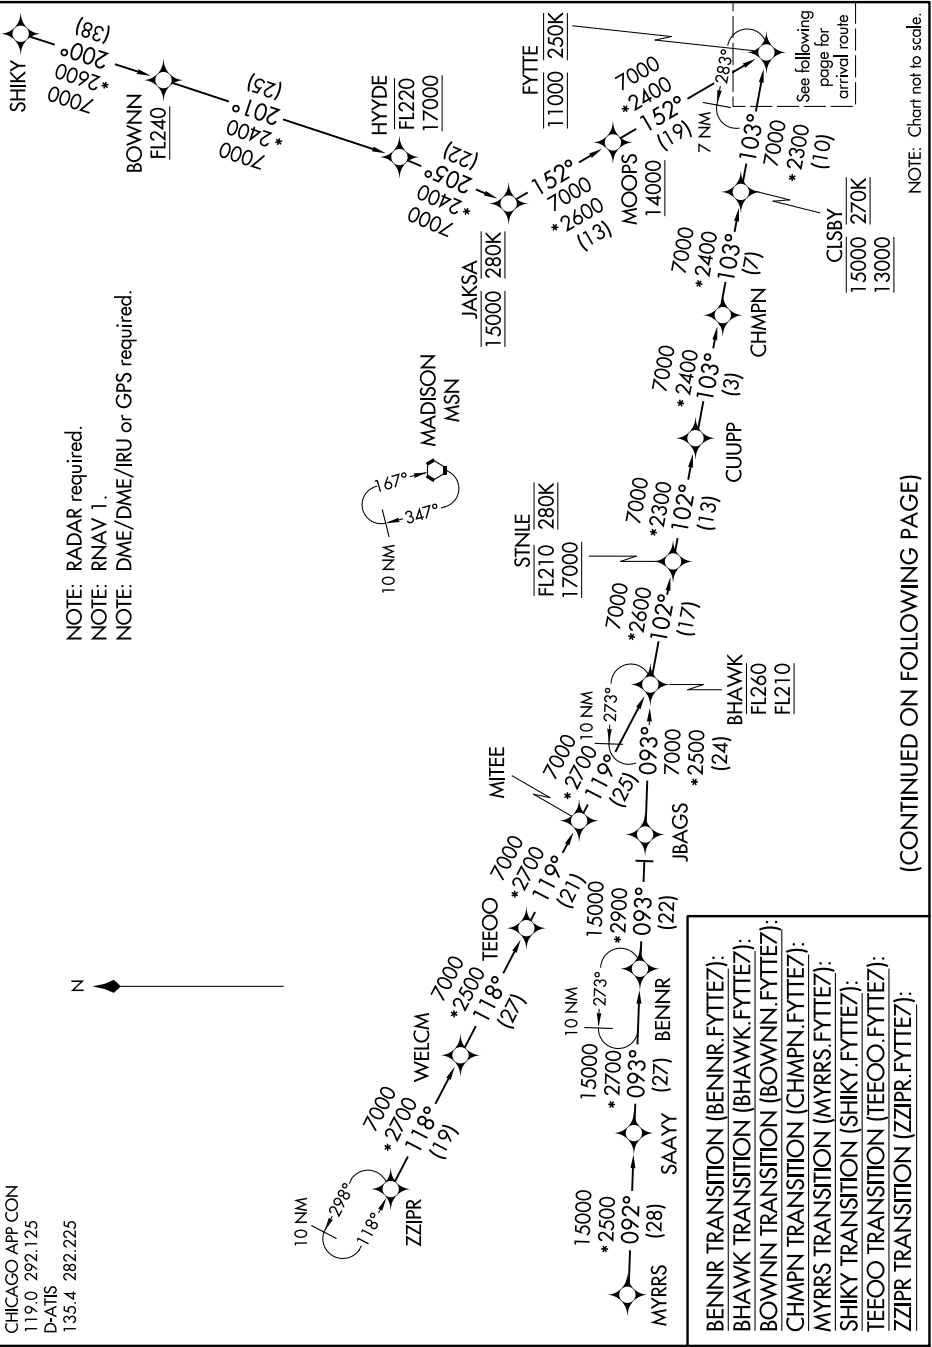 CHICAGO APP CON
119.0 292.125
D-ATIS
135.4 282.225
NOTE: RADAR required.
NOTE: RNAV 1.
NOTE: DME/DME/IRU or GPS required.
N
SHIKY
200°
7000
*2600
(38)
BOWNN
FL240
201°
7000
*2400
(25)
HYYDE
FL220
17000
205°
7000
*2400
(22)
JAKSA
15000 280K
152°
7000
*2600
(13)
MOOPS
14000
7000
*2400
152°
(19)
FYTTE
11000 250K
283°
7 NM
See following
page for
arrival route
MADISON
MSN
167°
347°
10 NM
10 NM
298°
118°
ZZIPR
7000
*2700
118°
(19)
WELCM
7000
*2500
118°
(27)
TEEOO
7000
*2700
119°
(21)
MITEE
7000
*2700
119°
(25)
10 NM
273°
MYRRS
15000
*2500
092°
(28)
SAAYY
15000
*2700
093°
(27)
10 NM
273°
BENNR
15000
*2900
093°
(22)
JBAGS
093°
7000
*2500
(24)
BHAWK
FL260
FL210
7000
*2600
102°
(17)
STNLE
FL210 280K
17000
7000
*2300
102°
(13)
CUUPP
7000
*2400
103°
(3)
CHMPN
7000
*2400
103°
(7)
CLSBY
15000 270K
13000
103°
7000
*2300
(10)
NOTE: Chart not to scale.
(CONTINUED ON FOLLOWING PAGE)
BENNR TRANSITION (BENNR.FYTTE7):
BHAWK TRANSITION (BHAWK.FYTTE7):
BOWNN TRANSITION (BOWNN.FYTTE7):
CHMPN TRANSITION (CHMPN.FYTTE7):
MYRRS TRANSITION (MYRRS.FYTTE7):
SHIKY TRANSITION (SHIKY.FYTTE7):
TEEOO TRANSITION (TEEOO.FYTTE7):
ZZIPR TRANSITION (ZZIPR.FYTTE7):